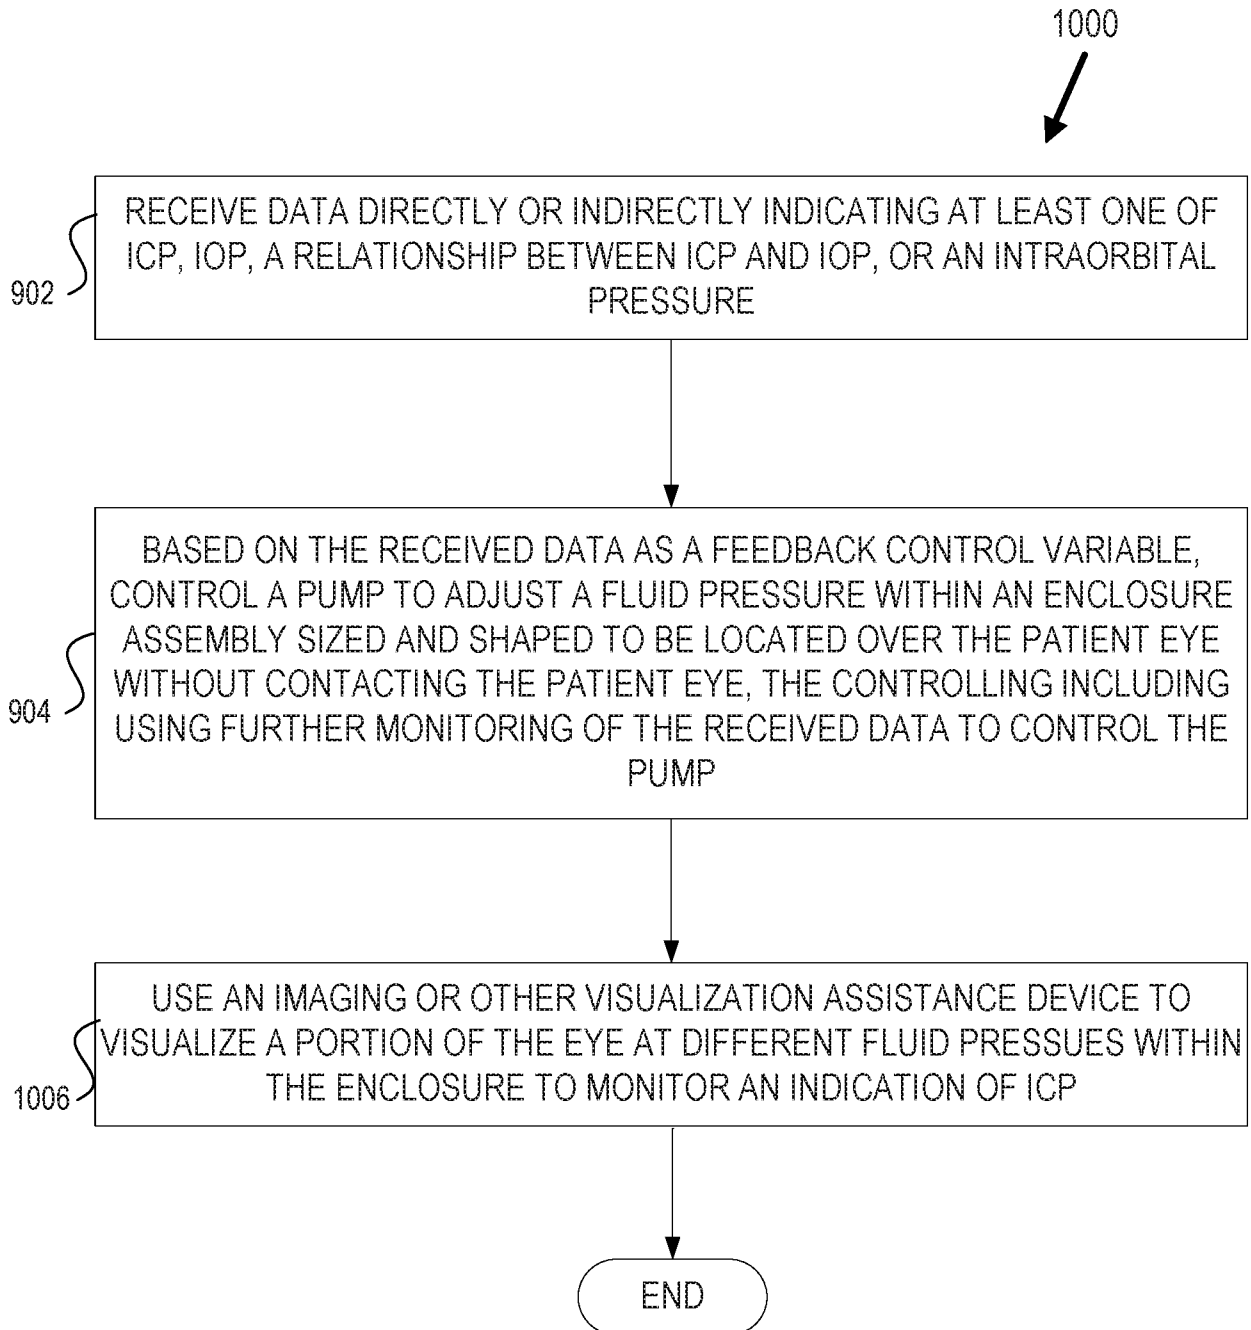 1000
RECEIVE DATA DIRECTLY OR INDIRECTLY INDICATING AT LEAST ONE OF
ICP, IOP, A RELATIONSHIP BETWEEN ICP AND IOP, OR AN INTRAORBITAL
PRESSURE
902
BASED ON THE RECEIVED DATA AS A FEEDBACK CONTROL VARIABLE,
CONTROL A PUMP TO ADJUST A FLUID PRESSURE WITHIN AN ENCLOSURE
ASSEMBLY SIZED AND SHAPED TO BE LOCATED OVER THE PATIENT EYE
WITHOUT CONTACTING THE PATIENT EYE, THE CONTROLLING INCLUDING
USING FURTHER MONITORING OF THE RECEIVED DATA TO CONTROL THE
PUMP
904
USE AN IMAGING OR OTHER VISUALIZATION ASSISTANCE DEVICE TO
VISUALIZE A PORTION OF THE EYE AT DIFFERENT FLUID PRESSUES WITHIN
THE ENCLOSURE TO MONITOR AN INDICATION OF ICP
1006
END